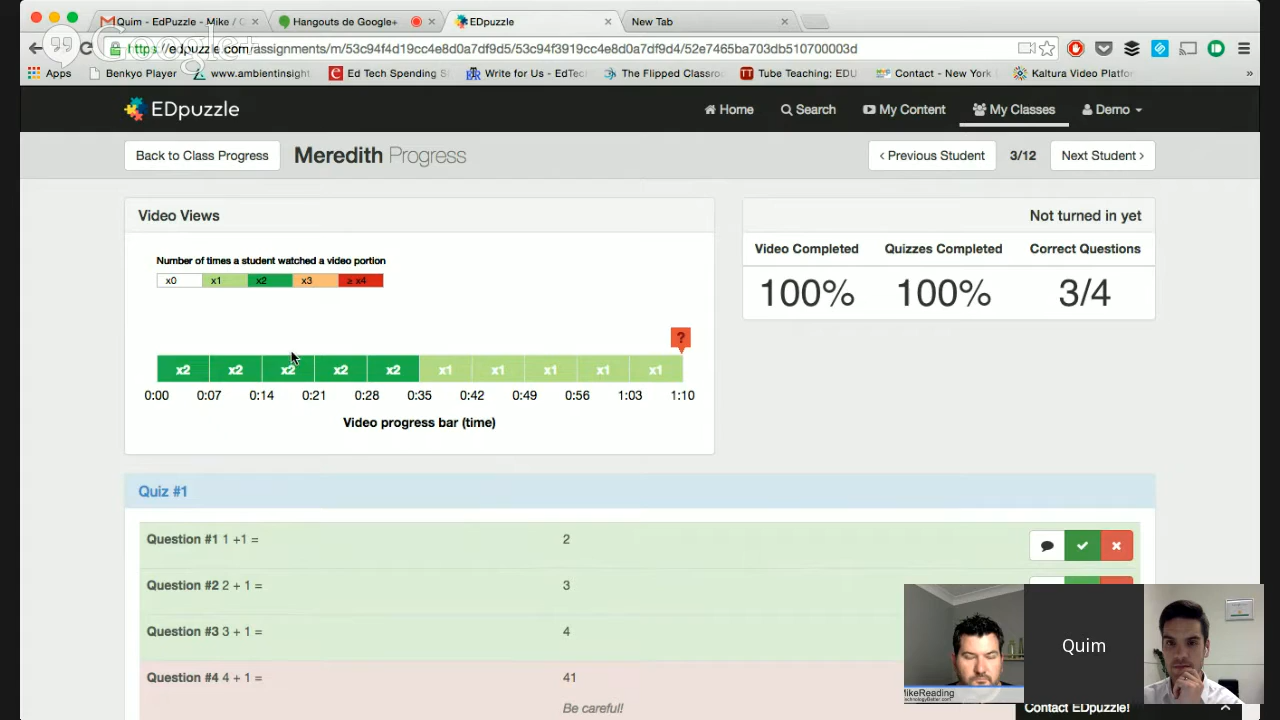 Quim - EdPuzzle - Mike / G
Hangouts de Google+
EDpuzzle
New Tab
Google+
https://edpuzzle.com/assignments/m/53c94f4d19cc4e8d0a7df9d5/53c94f3919cc4e8d0a7df9d4/52e7465ba703db510700003d
Apps
Benkyo Player
www.ambientinsight
Ed Tech Spending S
Write for Us - EdTec
The Flipped Classro
Tube Teaching: EDU
Contact - New York
Kaltura Video Platfo
»
EDpuzzle
Home
Search
My Content
My Classes
Demo
Back to Class Progress
Meredith Progress
‹ Previous Student
3/12
Next Student ›
Video Views
Not turned in yet
Number of times a student watched a video portion
x0 x1 x2 x3 ≥ x4
Video Completed Quizzes Completed Correct Questions
100% 100% 3/4
?
x2 x2 x2 x2 x2 x1 x1 x1 x1 x1
0:00 0:07 0:14 0:21 0:28 0:35 0:42 0:49 0:56 1:03 1:10
Video progress bar (time)
Quiz #1
Question #1 1 +1 = 2
Question #2 2 + 1 = 3
Question #3 3 + 1 = 4
Question #4 4 + 1 = 41
Be careful!
Quim
MikeReading
Contact EDpuzzle!